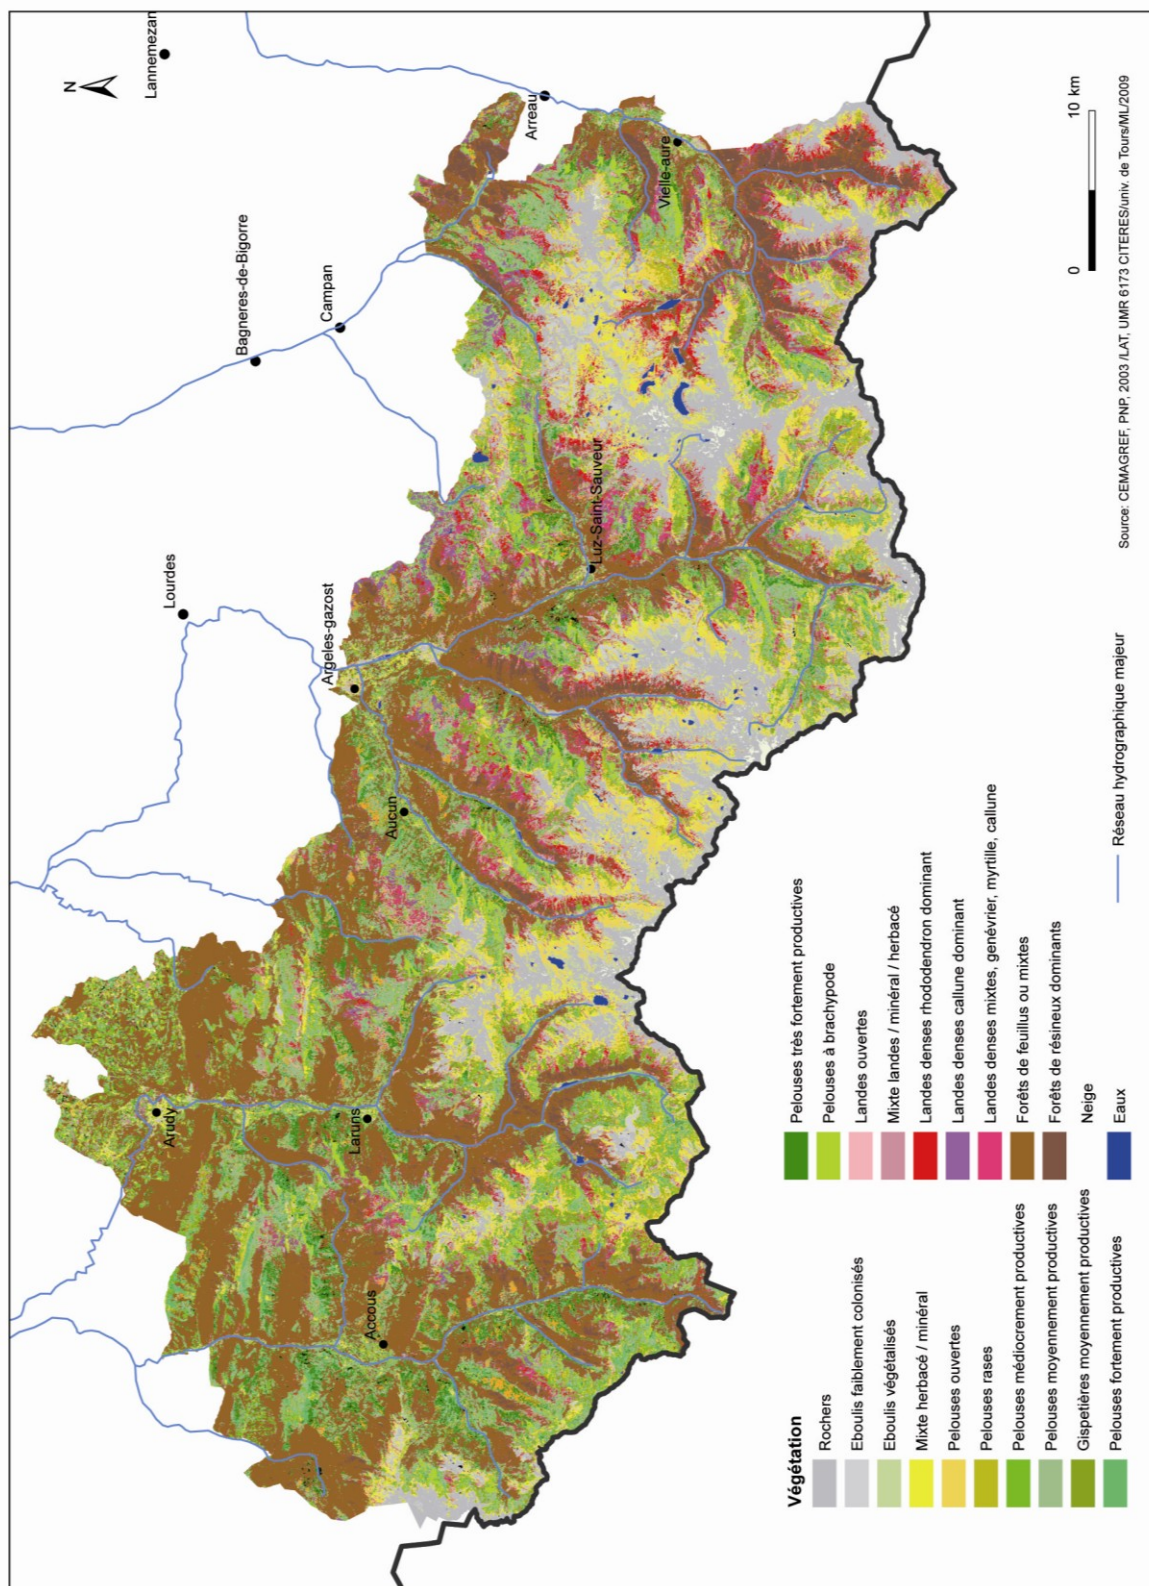 N
Lannemezan
Bagneres-de-Bigorre
Campan
Arreau
Vielle-aure
Lourdes
Argeles-gazost
Luz-Saint-Sauveur
Aucun
Arudy
Laruns
Accous
0 10 km
Source: CEMAGREF, PNP, 2003 /LAT, UMR 6173 CITERES/univ. de Tours/ML/2009
Végétation
Rochers
Eboulis faiblement colonisés
Eboulis végétalisés
Mixte herbacé / minéral
Pelouses ouvertes
Pelouses rases
Pelouses médiocrement productives
Pelouses moyennement productives
Gispetières moyennement productives
Pelouses fortement productives
Pelouses très fortement productives
Pelouses à brachypode
Landes ouvertes
Mixte landes / minéral / herbacé
Landes denses rhododendron dominant
Landes denses callune dominant
Landes denses mixtes, genévrier, myrtille, callune
Forêts de feuillus ou mixtes
Forêts de résineux dominants
Neige
Eaux
Réseau hydrographique majeur